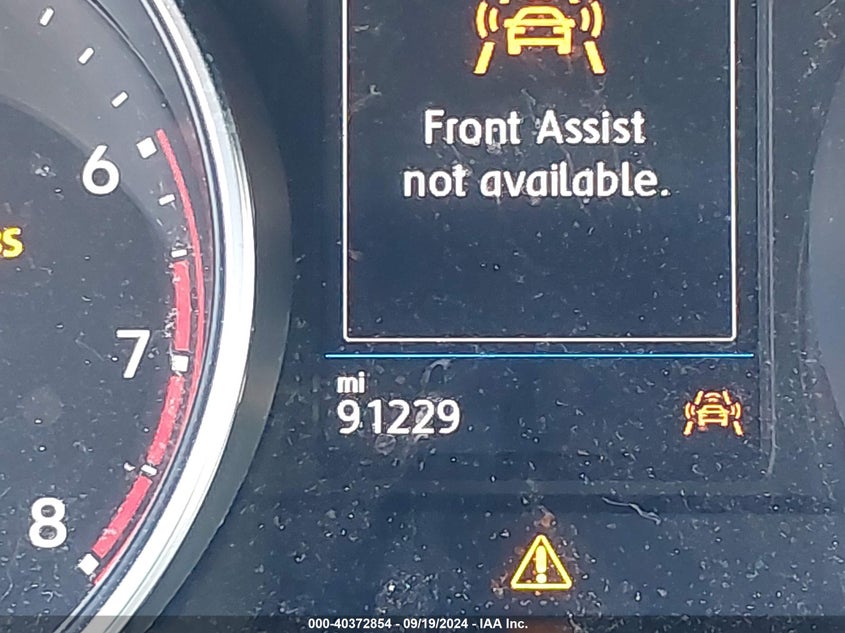 6
7
8
Front Assist
not available.
mi
91229
000-40372854 - 09/19/2024 - IAA Inc.